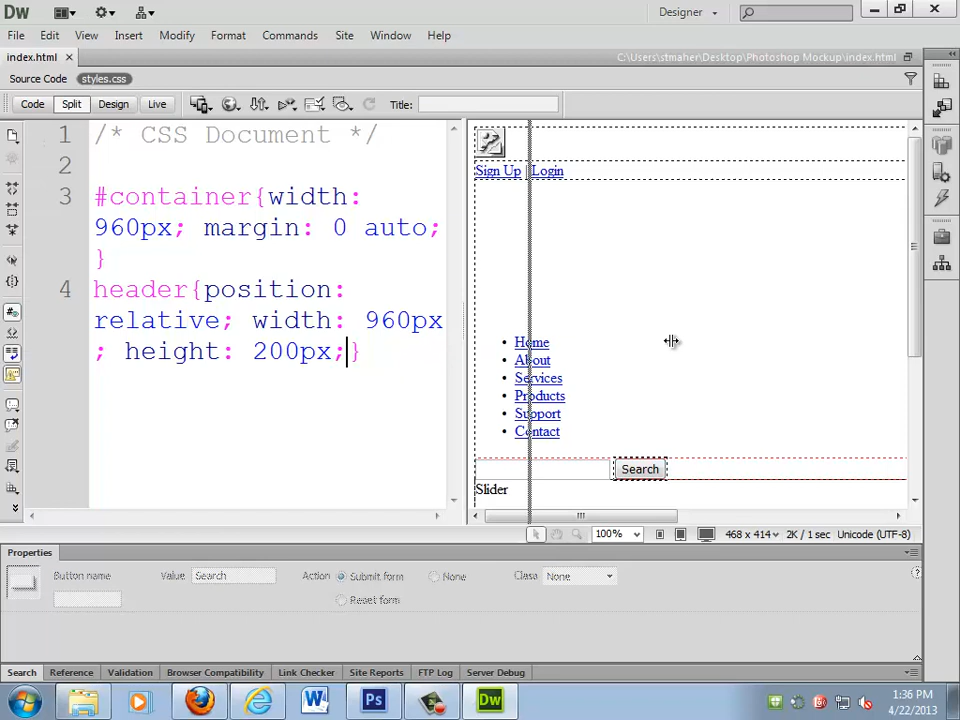 Dw
Designer
File Edit View Insert Modify Format Commands Site Window Help
index.html
C:\Users\stmaher\Desktop\Photoshop Mockup\index.html
Source Code styles.css
Code Split Design Live Title:
1 /* CSS Document */
2
3 #container{width:
960px; margin: 0 auto;
}
4 header{position:
relative; width: 960px
; height: 200px;}
Sign Up | Login
• Home
• About
• Services
• Products
• Support
• Contact
Search
Slider
100% 468 x 414 2K / 1 sec Unicode (UTF-8)
Properties
Button name Value Search Action Submit form None Class None
Reset form
Search Reference Validation Browser Compatibility Link Checker Site Reports FTP Log Server Debug
W Ps Dw
1:36 PM
4/22/2013